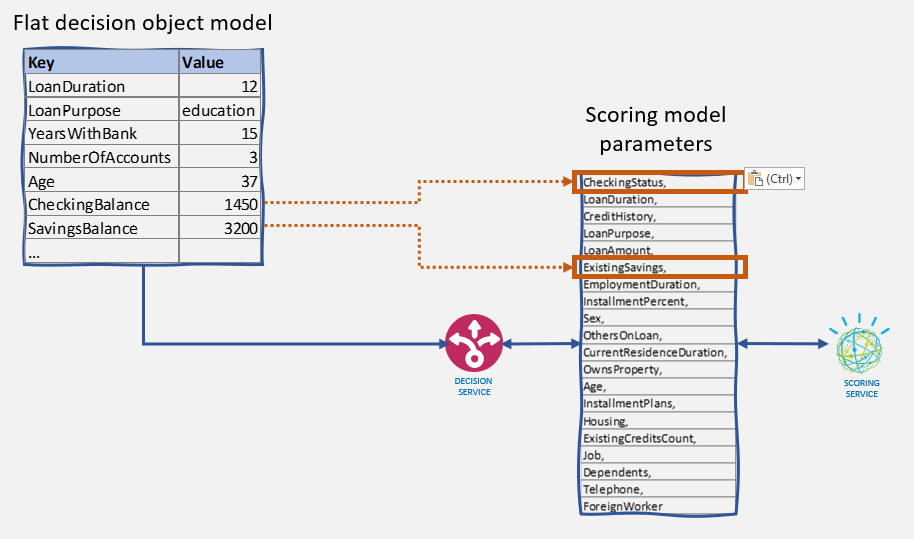 Flat decision object model
Key Value
LoanDuration 12
LoanPurpose education
YearsWithBank 15
NumberOfAccounts 3
Age 37
CheckingBalance 1450
SavingsBalance 3200
...
Scoring model
parameters
CheckingStatus,
(Ctrl)
LoanDuration,
CreditHistory,
LoanPurpose,
LoanAmount,
ExistingSavings,
EmploymentDuration,
InstallmentPercent,
Sex,
OthersOnLoan,
CurrentResidenceDuration,
OwnsProperty,
Age,
InstallmentPlans,
Housing,
ExistingCreditsCount,
Job,
Dependents,
Telephone,
ForeignWorker
DECISION
SERVICE
SCORING
SERVICE